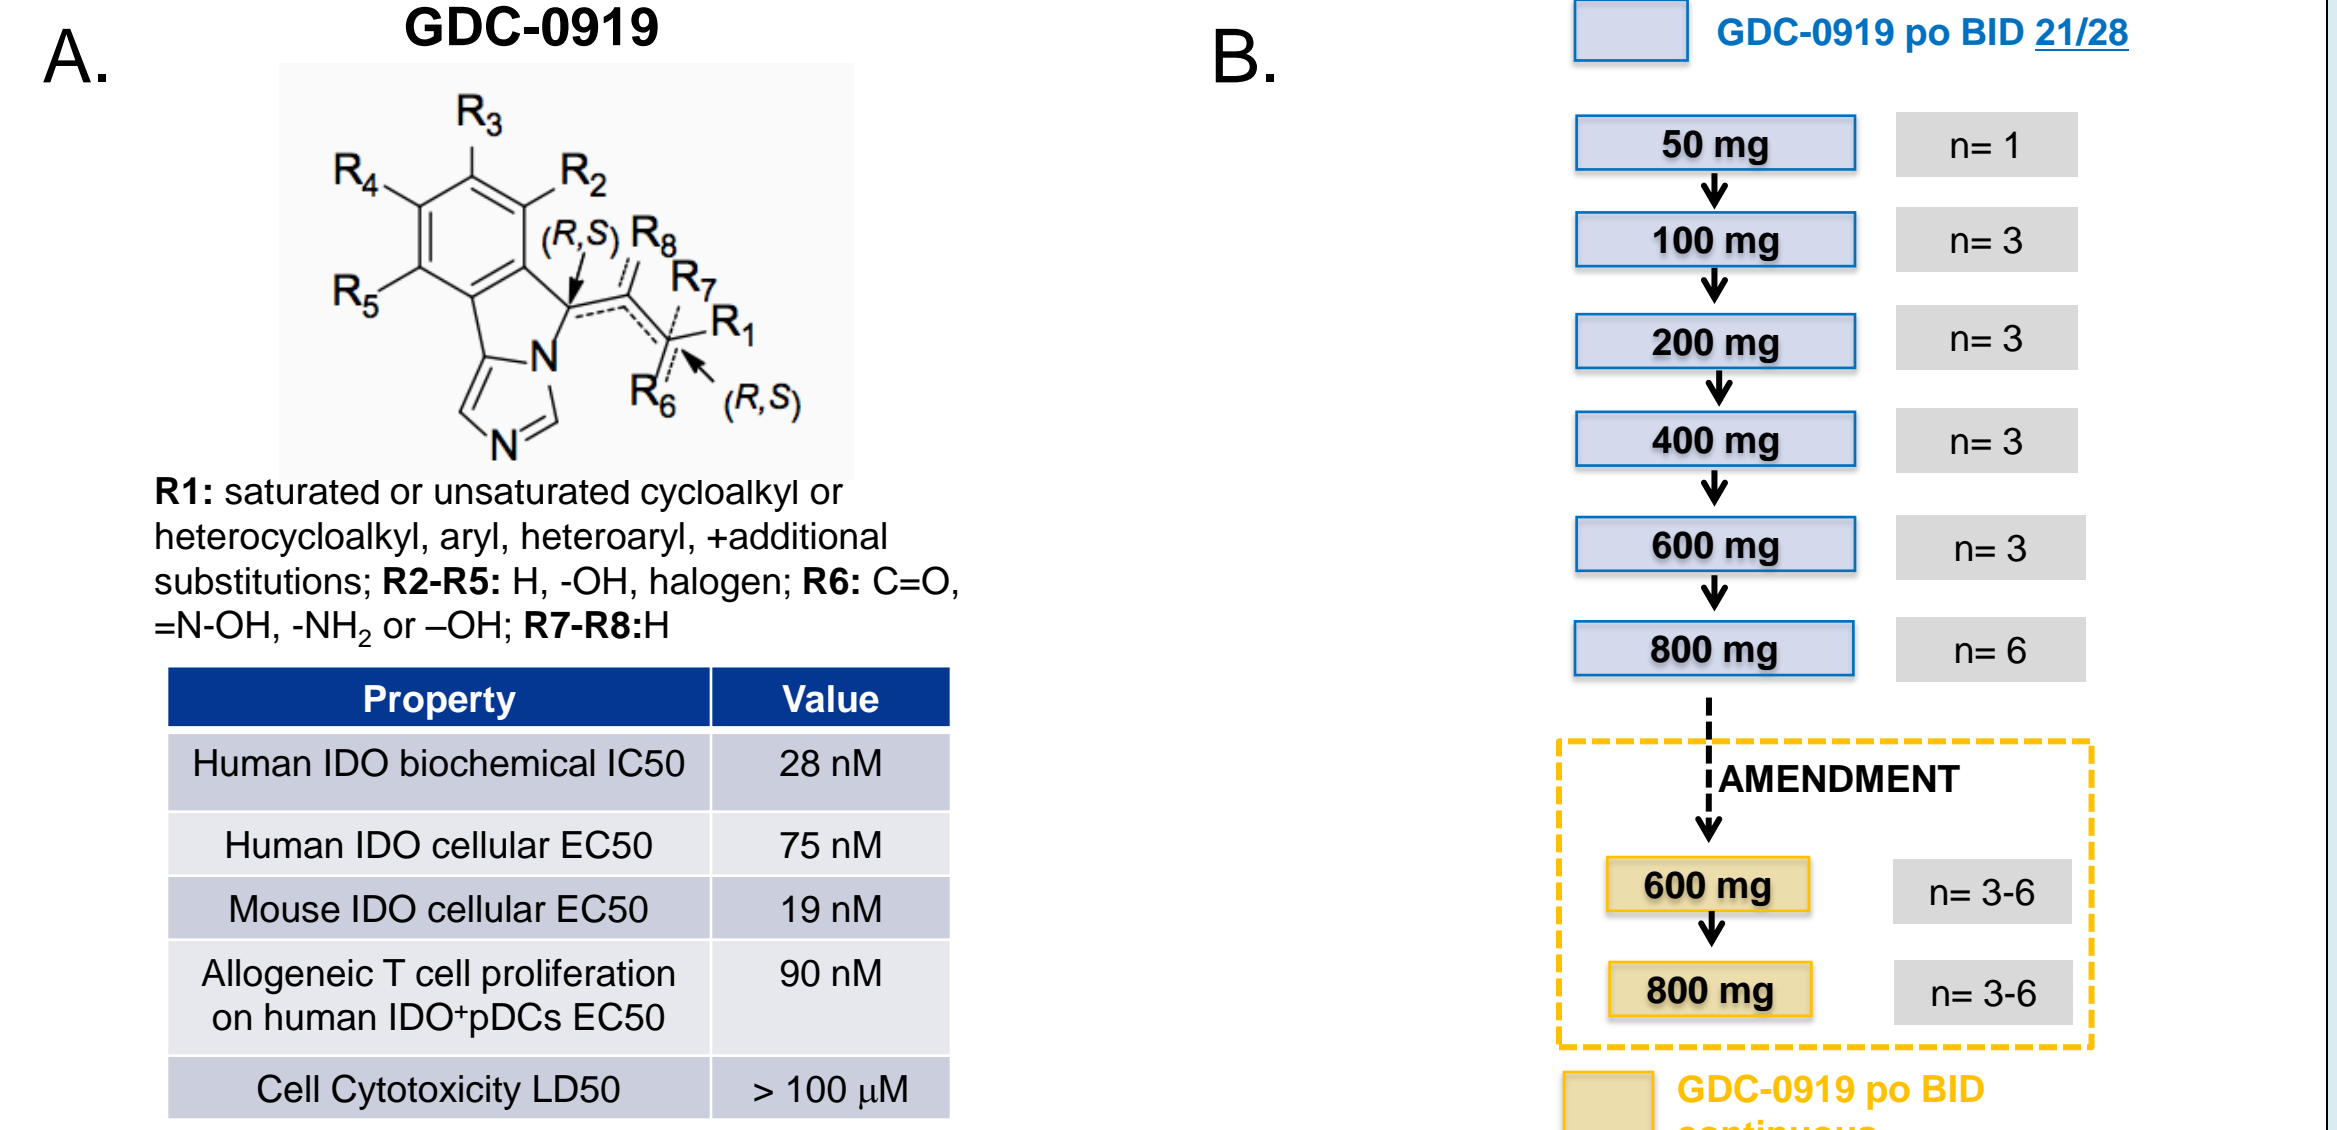 A.
GDC-0919
R3
R4
R2
(R,S)
R8
R7
R5
R1
N
R6
(R,S)
N
R1: saturated or unsaturated cycloalkyl or
heterocycloalkyl, aryl, heteroaryl, +additional
substitutions; R2-R5: H, -OH, halogen; R6: C=O,
=N-OH, -NH2 or –OH; R7-R8:H
Property Value
Human IDO biochemical IC50 28 nM
Human IDO cellular EC50 75 nM
Mouse IDO cellular EC50 19 nM
Allogeneic T cell proliferation 90 nM
on human IDO+pDCs EC50
Cell Cytotoxicity LD50 > 100 μM
B.
GDC-0919 po BID 21/28
50 mg n= 1
100 mg n= 3
200 mg n= 3
400 mg n= 3
600 mg n= 3
800 mg n= 6
AMENDMENT
600 mg n= 3-6
800 mg n= 3-6
GDC-0919 po BID
continuous